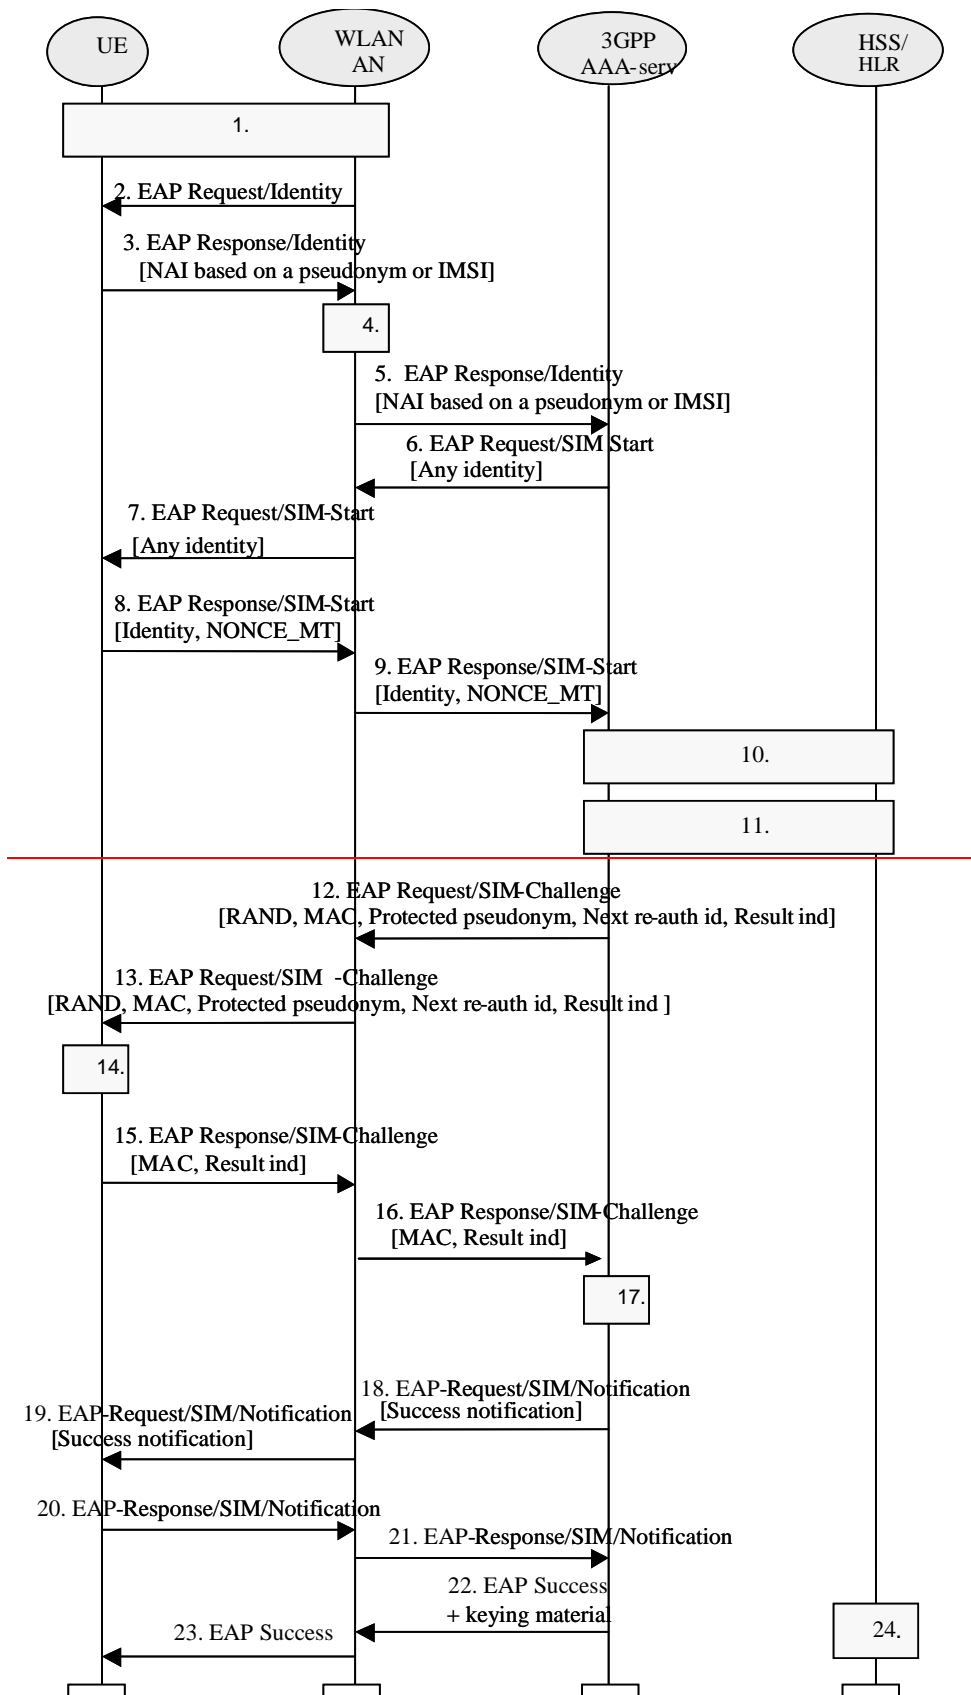 UE
WLAN
AN
3GPP
AAA-serv
HSS/
HLR
1.
2. EAP Request/Identity
3. EAP Response/Identity
[NAI based on a pseudonym or IMSI]
4.
5. EAP Response/Identity
[NAI based on a pseudonym or IMSI]
6. EAP Request/SIM Start
[Any identity]
7. EAP Request/SIM-Start
[Any identity]
8. EAP Response/SIM-Start
[Identity, NONCE_MT]
9. EAP Response/SIM-Start
[Identity, NONCE_MT]
10.
11.
12. EAP Request/SIM-Challenge
[RAND, MAC, Protected pseudonym, Next re-auth id, Result ind]
13. EAP Request/SIM -Challenge
[RAND, MAC, Protected pseudonym, Next re-auth id, Result ind ]
14.
15. EAP Response/SIM-Challenge
[MAC, Result ind]
16. EAP Response/SIM-Challenge
[MAC, Result ind]
17.
18. EAP-Request/SIM/Notification
[Success notification]
19. EAP-Request/SIM/Notification
[Success notification]
20. EAP-Response/SIM/Notification
21. EAP-Response/SIM/Notification
22. EAP Success
+ keying material
23. EAP Success
24.